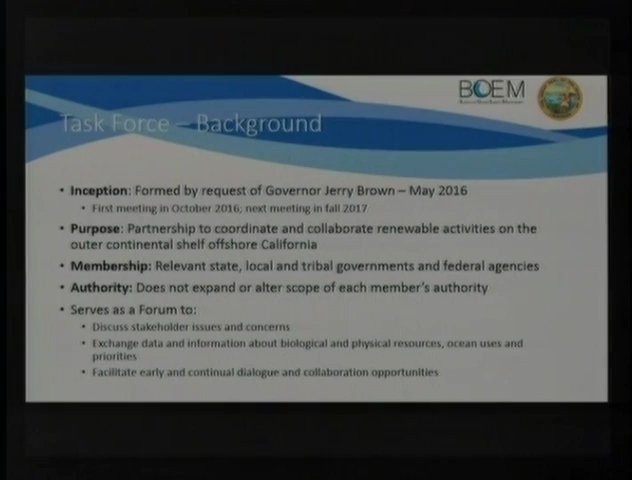 BOEM
Task Force – Background
• Inception: Formed by request of Governor Jerry Brown – May 2016
• First meeting in October 2016; next meeting in fall 2017
• Purpose: Partnership to coordinate and collaborate renewable activities on the
outer continental shelf offshore California
• Membership: Relevant state, local and tribal governments and federal agencies
• Authority: Does not expand or alter scope of each member's authority
• Serves as a Forum to:
• Discuss stakeholder issues and concerns
• Exchange data and information about biological and physical resources, ocean uses and
priorities
• Facilitate early and continual dialogue and collaboration opportunities